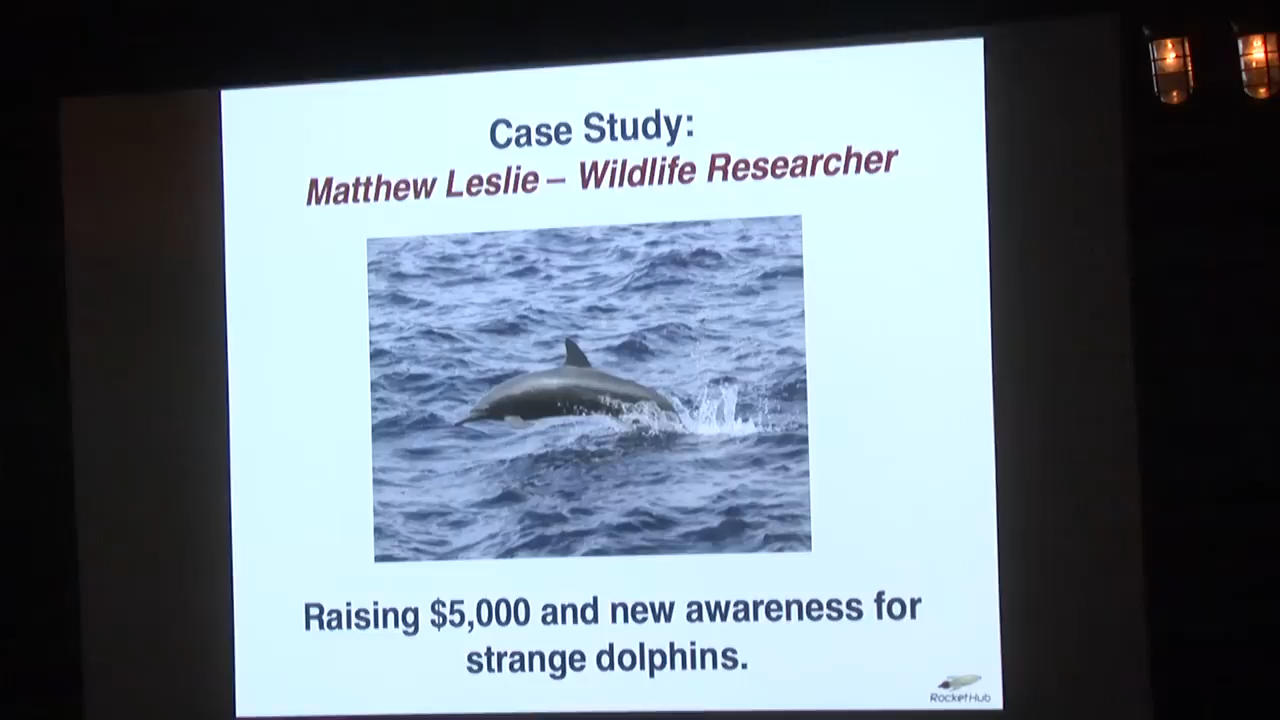 Case Study:
Matthew Leslie – Wildlife Researcher
Raising $5,000 and new awareness for
strange dolphins.
RocketHub